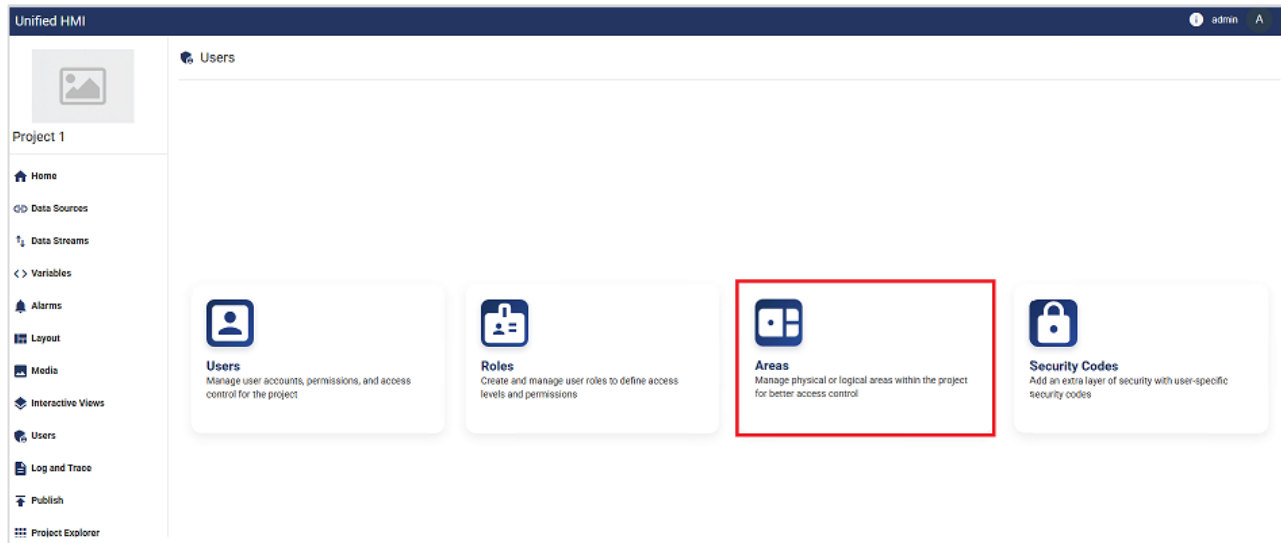 Unified HMI
admin A
Project 1
Home
Data Sources
Data Streams
Variables
Alarms
Layout
Media
Interactive Views
Users
Log and Trace
Publish
Project Explorer
Users
Users
Manage user accounts, permissions, and access
control for the project
Roles
Create and manage user roles to define access
levels and permissions
Areas
Manage physical or logical areas within the project
for better access control
Security Codes
Add an extra layer of security with user-specific
security codes